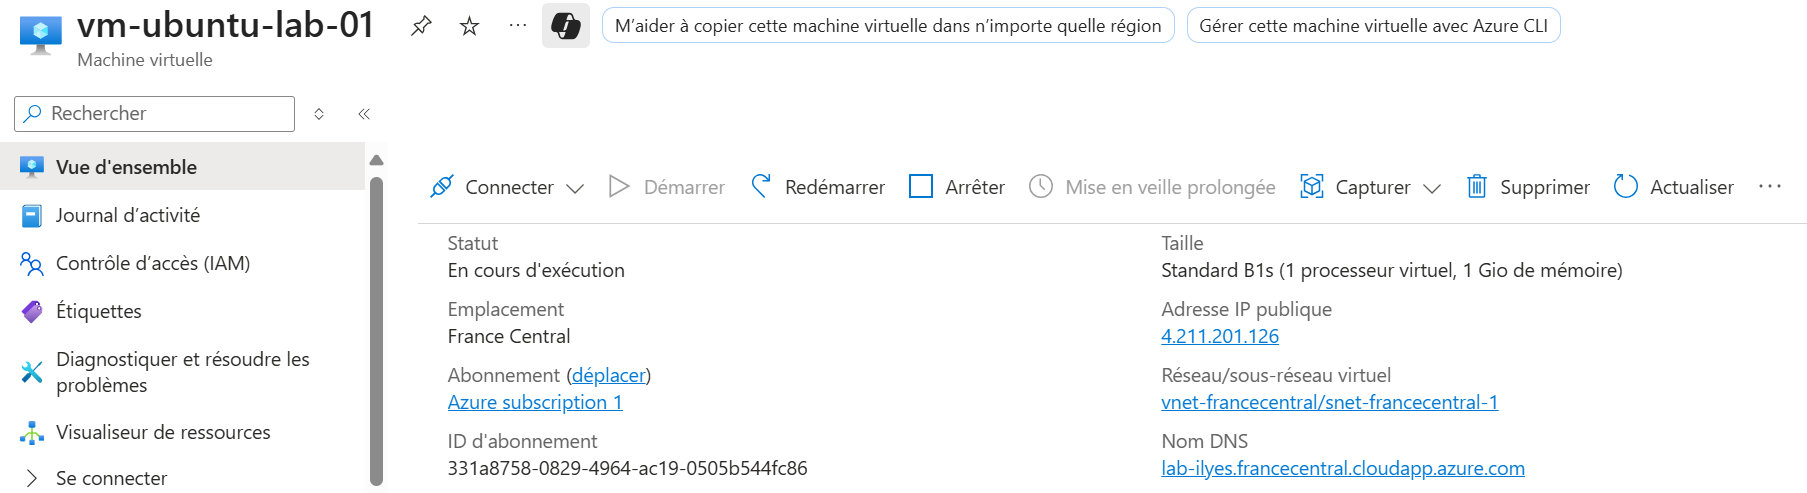 vm-ubuntu-lab-01
Machine virtuelle
M’aider à copier cette machine virtuelle dans n’importe quelle région
Gérer cette machine virtuelle avec Azure CLI
Rechercher
Vue d'ensemble
Journal d’activité
Contrôle d’accès (IAM)
Étiquettes
Diagnostiquer et résoudre les
problèmes
Visualiseur de ressources
Se connecter
Connecter
Démarrer
Redémarrer
Arrêter
Mise en veille prolongée
Capturer
Supprimer
Actualiser
Statut
En cours d'exécution
Emplacement
France Central
Abonnement (déplacer)
Azure subscription 1
ID d'abonnement
331a8758-0829-4964-ac19-0505b544fc86
Taille
Standard B1s (1 processeur virtuel, 1 Gio de mémoire)
Adresse IP publique
4.211.201.126
Réseau/sous-réseau virtuel
vnet-francecentral/snet-francecentral-1
Nom DNS
lab-ilyes.francecentral.cloudapp.azure.com